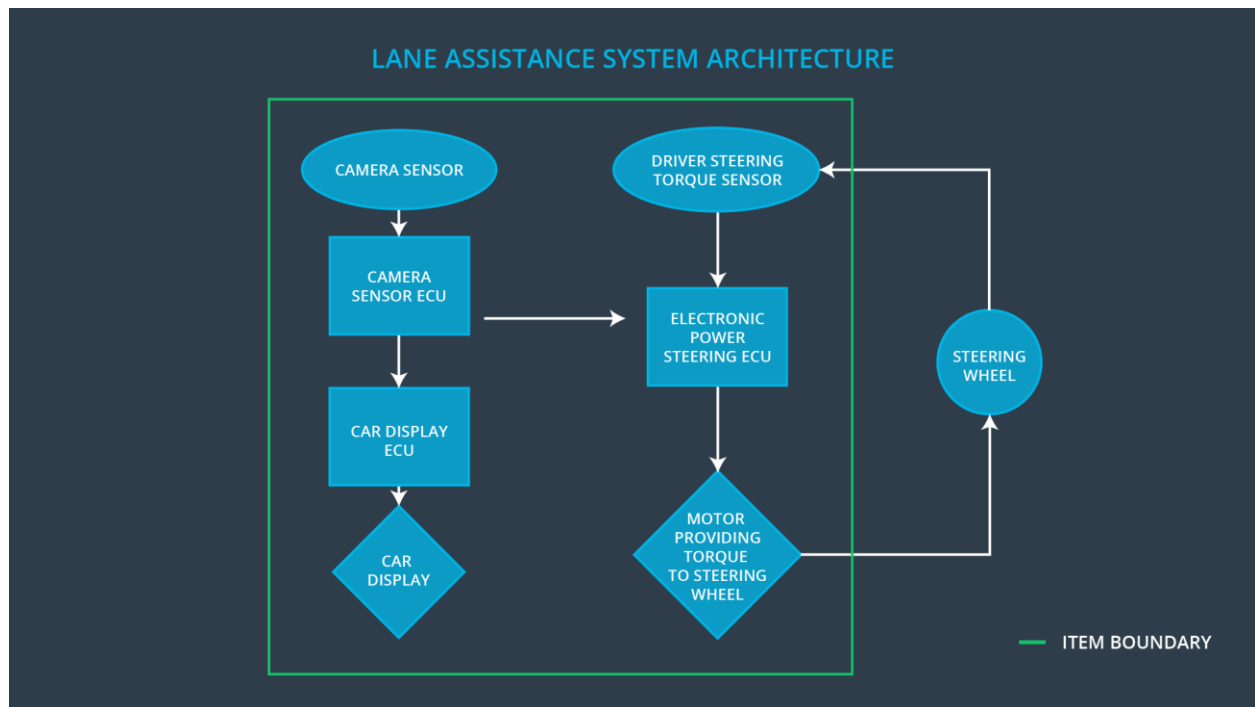 LANE ASSISTANCE SYSTEM ARCHITECTURE
CAMERA SENSOR
DRIVER STEERING
TORQUE SENSOR
CAMERA
SENSOR ECU
ELECTRONIC
POWER
STEERING ECU
STEERING
WHEEL
CAR DISPLAY
ECU
CAR
DISPLAY
MOTOR
PROVIDING
TORQUE
TO STEERING
WHEEL
ITEM BOUNDARY